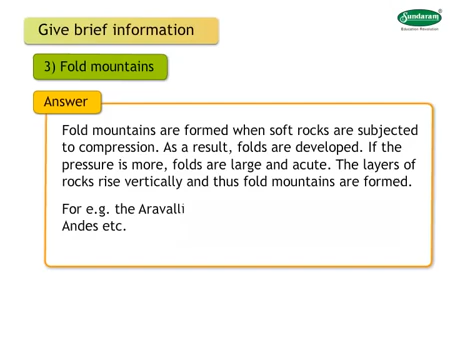 Give brief information
Sundaram®
Education Revolution
3) Fold mountains
Answer
Fold mountains are formed when soft rocks are subjected
to compression. As a result, folds are developed. If the
pressure is more, folds are large and acute. The layers of
rocks rise vertically and thus fold mountains are formed.
For e.g. the Aravalli
Andes etc.